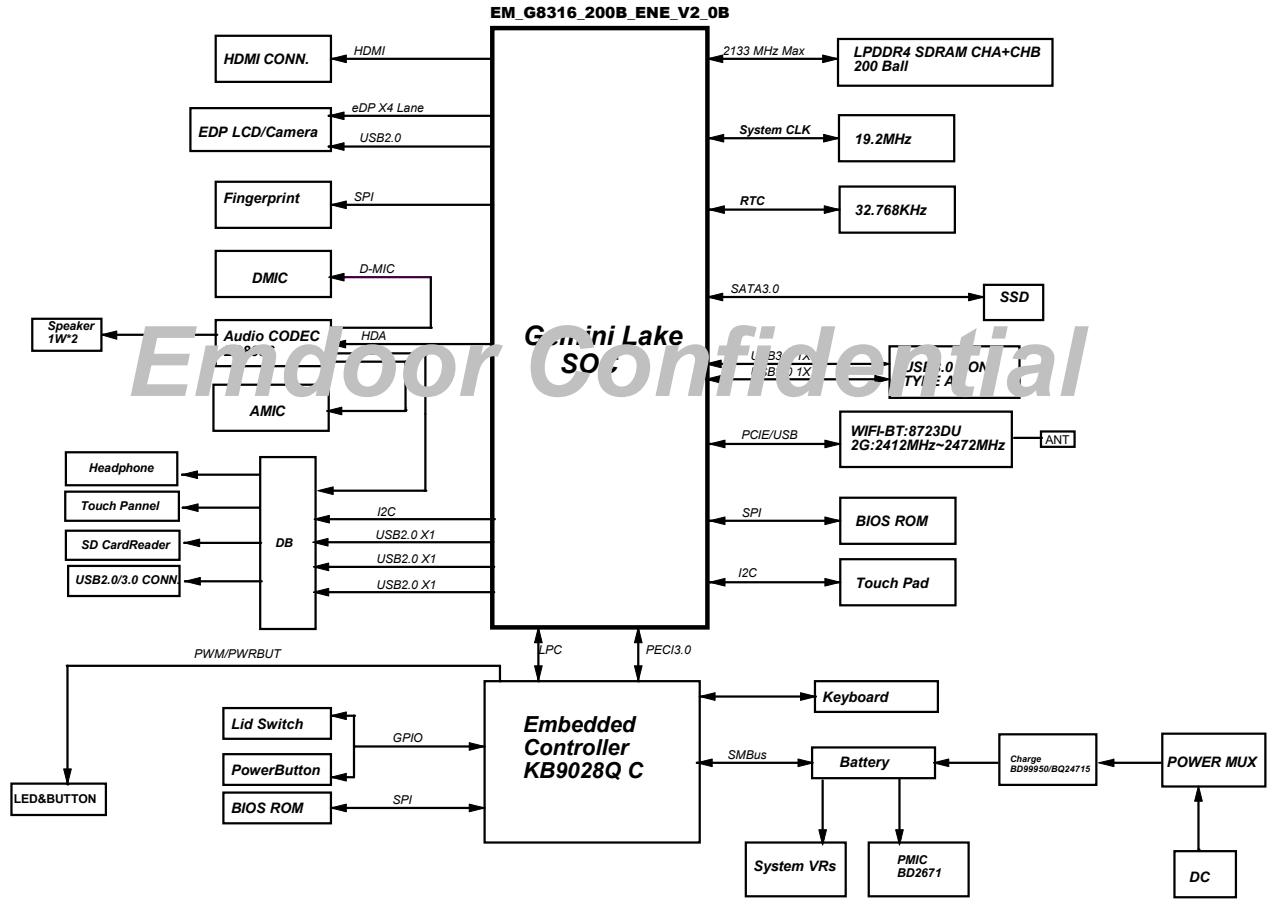 EM_G8316_200B_ENE_V2_0B
HDMI CONN.
HDMI
EDP LCD/Camera
eDP X4 Lane
USB2.0
Fingerprint
SPI
DMIC
D-MIC
Speaker
1W*2
Audio CODEC
HDA
AMIC
Headphone
Touch Pannel
SD CardReader
USB2.0/3.0 CONN.
DB
I2C
USB2.0 X1
USB2.0 X1
USB2.0 X1
Gemini Lake
SOC
2133 MHz Max
LPDDR4 SDRAM CHA+CHB
200 Ball
System CLK
19.2MHz
RTC
32.768KHz
SATA3.0
SSD
TYPE A
PCIE/USB
WIFI-BT:8723DU
2G:2412MHz~2472MHz
ANT
SPI
BIOS ROM
I2C
Touch Pad
Emdoor Confidential
LPC
PECI3.0
PWM/PWRBUT
LED&BUTTON
Lid Switch
PowerButton
GPIO
BIOS ROM
SPI
Embedded
Controller
KB9028Q C
Keyboard
SMBus
Battery
Charge
BD99950/BQ24715
POWER MUX
System VRs
PMIC
BD2671
DC